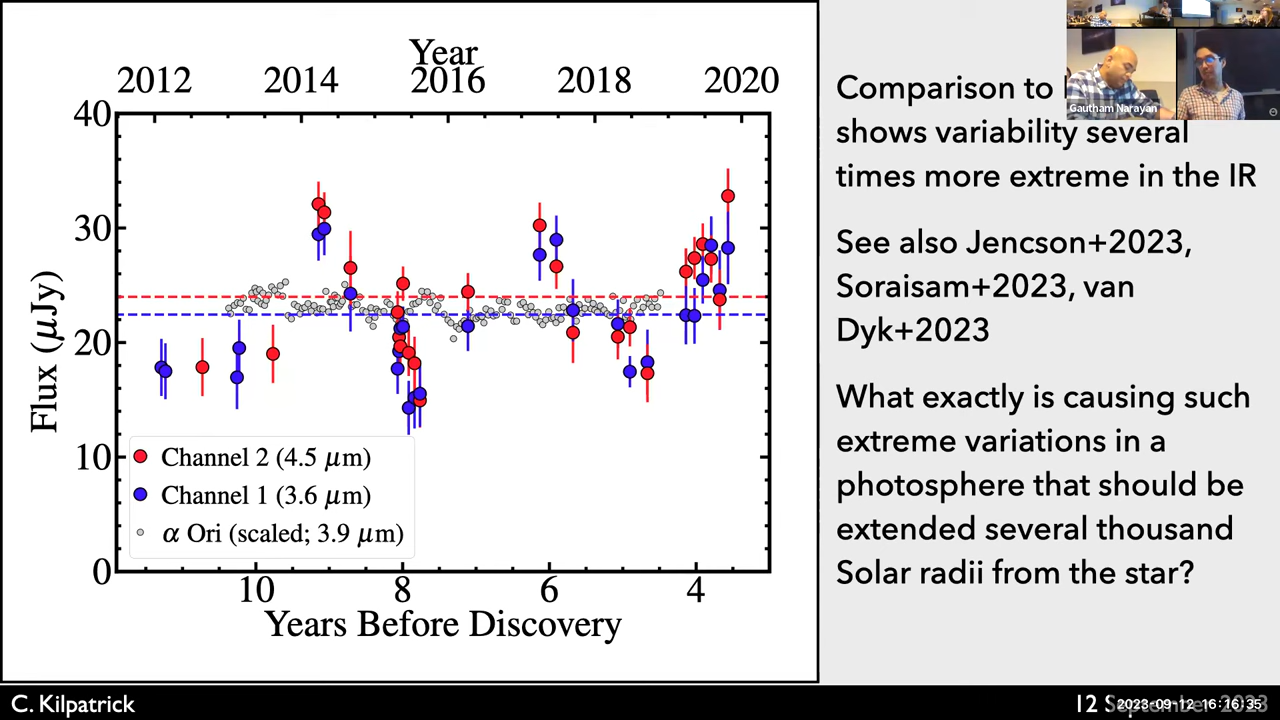 Year
2012 2014 2016 2018 2020
40
30
20
10
0
Flux (μJy)
Channel 2 (4.5 μm)
Channel 1 (3.6 μm)
α Ori (scaled; 3.9 μm)
10 8 6 4
Years Before Discovery
Comparison to
shows variability several
times more extreme in the IR
See also Jencson+2023,
Soraisam+2023, van
Dyk+2023
What exactly is causing such
extreme variations in a
photosphere that should be
extended several thousand
Solar radii from the star?
Gautham Narayan
C. Kilpatrick
12 September 2023
2023-09-12 16:16:35